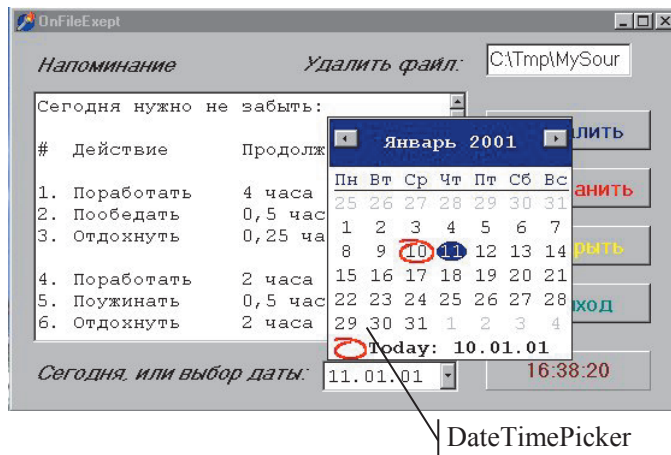 OnFileExept
Напоминание
Удалить файл:
C:\Tmp\MySour
Сегодня нужно не забыть:
# Действие Продолж
1. Поработать 4 часа
2. Пообедать 0,5 час
3. Отдохнуть 0,25 ча
4. Поработать 2 часа
5. Поужинать 0,5 час
6. Отдохнуть 2 часа
Январь 2001
Пн Вт Ср Чт Пт Сб Вс
25 26 27 28 29 30 31
1 2 3 4 5 6 7
8 9 10 11 12 13 14
15 16 17 18 19 20 21
22 23 24 25 26 27 28
29 30 31 1 2 3 4
Today: 10.01.01
лить
анить
рыть
ход
Сегодня, или выбор даты:
11.01.01
16:38:20
DateTimePicker